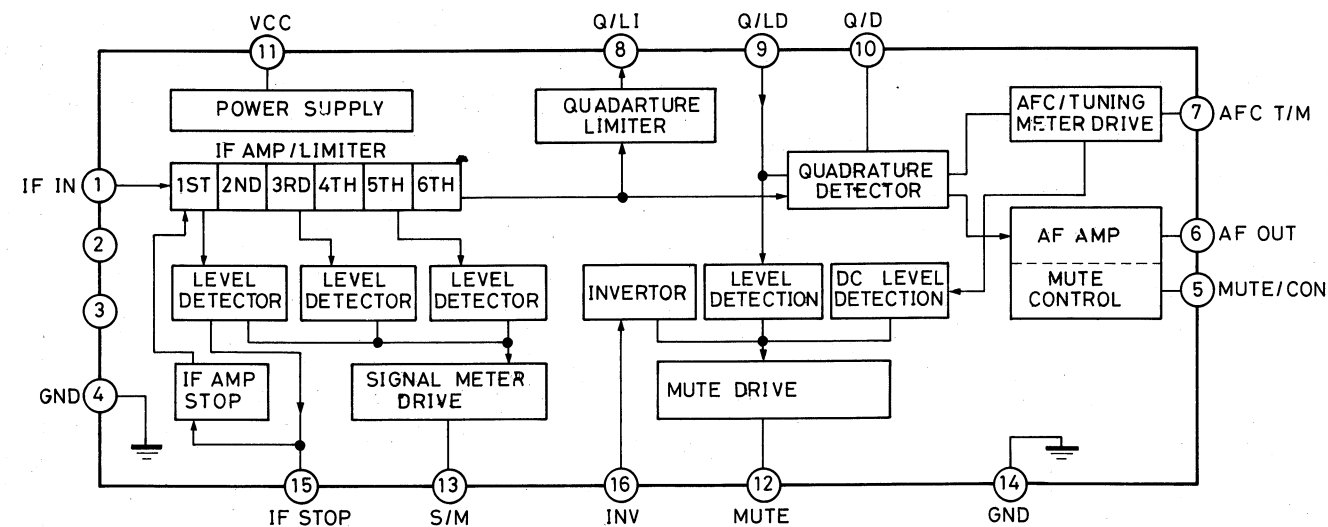 VCC
11
Q/LI
8
Q/LD
9
Q/D
10
POWER SUPPLY
QUADARTURE
LIMITER
AFC/TUNING
METER DRIVE
7 AFC T/M
IF AMP/LIMITER
IF IN 1
1ST 2ND 3RD 4TH 5TH 6TH
QUADRATURE
DETECTOR
2
AF AMP
6 AF OUT
LEVEL
DETECTOR
LEVEL
DETECTOR
LEVEL
DETECTOR
INVERTOR
LEVEL
DETECTION
DC LEVEL
DETECTION
MUTE
CONTROL
5 MUTE/CON
3
GND 4
IF AMP
STOP
SIGNAL METER
DRIVE
MUTE DRIVE
15
IF STOP
13
S/M
16
INV
12
MUTE
14
GND